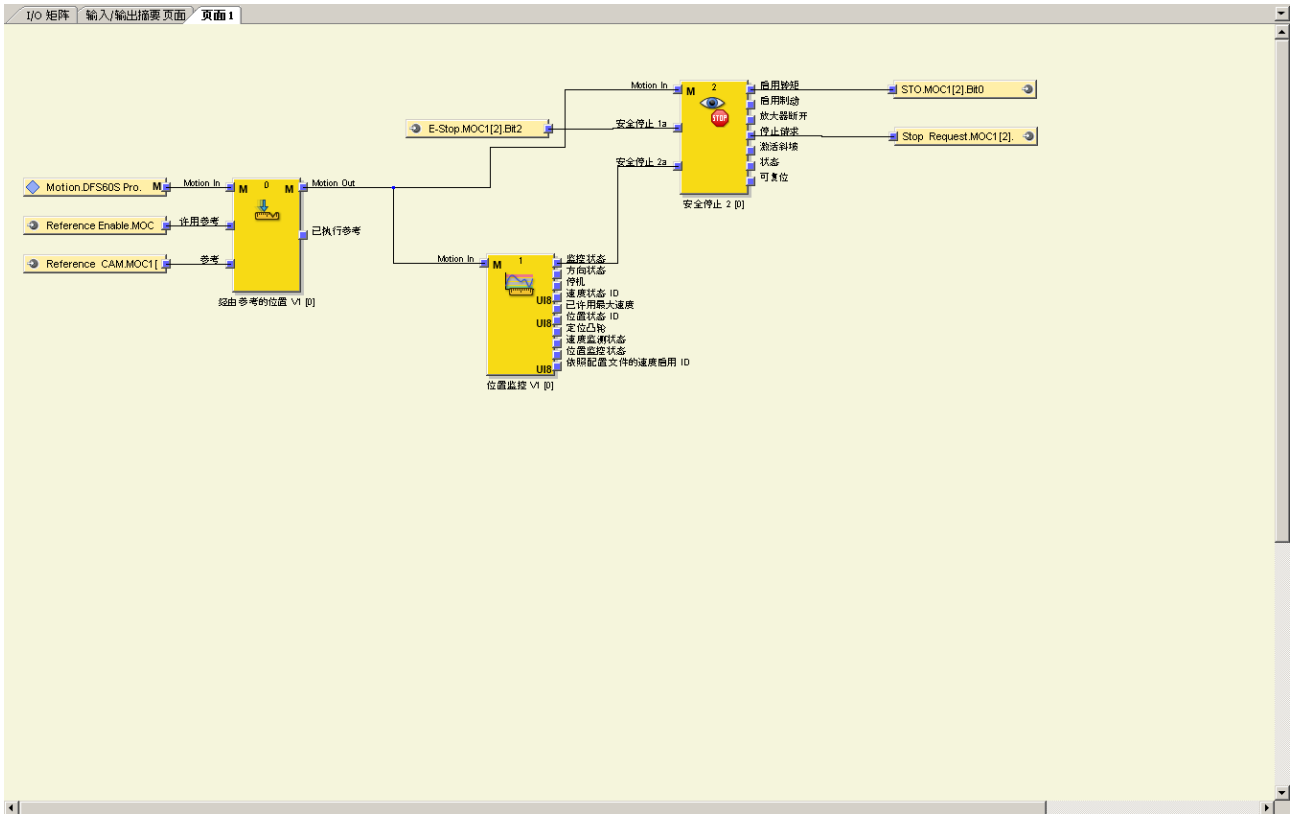 I/O 矩阵 输入/输出摘要页面 页面 1
Motion In M 2 启用转矩 STO.MOC1[2].Bit0
启用制动
放大器断开
E-Stop.MOC1[2].Bit2 安全停止 1a STOP 停止请求 Stop Request.MOC1[2].
激活斜坡
安全停止 2a 状态
可复位
安全停止 2 [0]
Motion.DFS60S Pro. M Motion In M 0 M Motion Out
Reference Enable.MOC 许用参考 已执行参考
Reference CAM.MOC1[ 参考
经由参考的位置 V1 [0]
Motion In M 1 监控状态
方向状态
停机
UI8 速度状态 ID
已许用最大速度
UI8 位置状态 ID
定位凸轮
速度监测状态
位置监控状态
UI8 依照配置文件的速度启用 ID
位置监控 V1 [0]